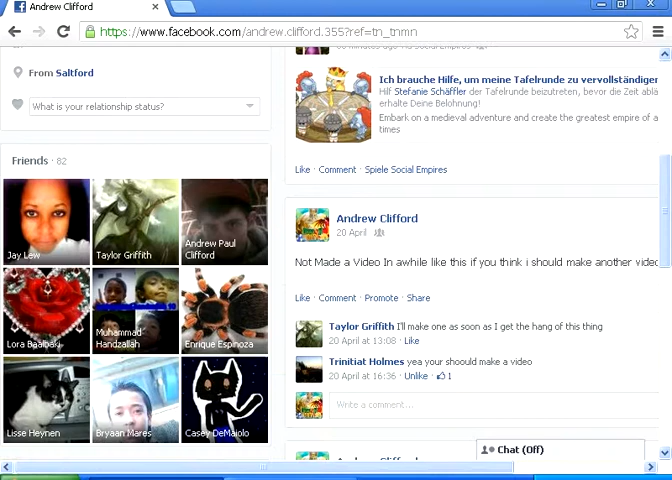 Andrew Clifford
https://www.facebook.com/andrew.clifford.355?ref=tn_tnmn
From Saltford
What is your relationship status?
Friends · 82
Jay Lew
Taylor Griffith
Andrew Paul
Clifford
Lora Baalbaki
Muhammad
Handzallah
Enrique Espinoza
Lisse Heynen
Bryaan Mares
Casey DeMaiolo
Ich brauche Hilfe, um meine Tafelrunde zu vervollständigen
Hilf Stefanie Schäffler der Tafelrunde beizutreten, bevor die Zeit ablä
erhalte Deine Belohnung!
Embark on a medieval adventure and create the greatest empire of a
times
Like · Comment · Spiele Social Empires
Andrew Clifford
20 April
Not Made a Video In awhile like this if you think i should make another video
Like · Comment · Promote · Share
Taylor Griffith I'll make one as soon as I get the hang of this thing
20 April at 13:08 · Like
Trinitiat Holmes yea your shoould make a video
20 April at 16:36 · Unlike · 1
Write a comment...
Andrew Clifford
Chat (Off)